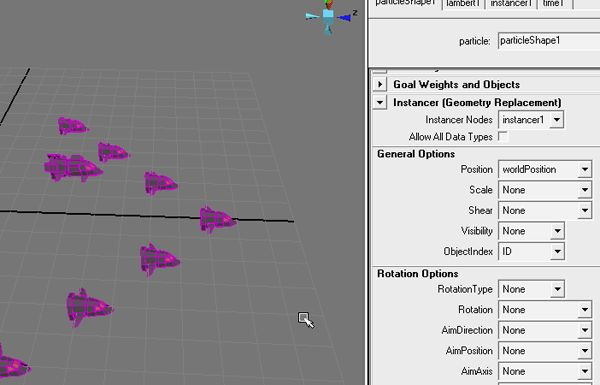 particleShape1 lambert1 instancer1 time1
z
particle: particleShape1
Goal Weights and Objects
Instancer (Geometry Replacement)
Instancer Nodes instancer1
Allow All Data Types
General Options
Position worldPosition
Scale None
Shear None
Visibility None
ObjectIndex ID
Rotation Options
RotationType None
Rotation None
AimDirection None
AimPosition None
AimAxis None